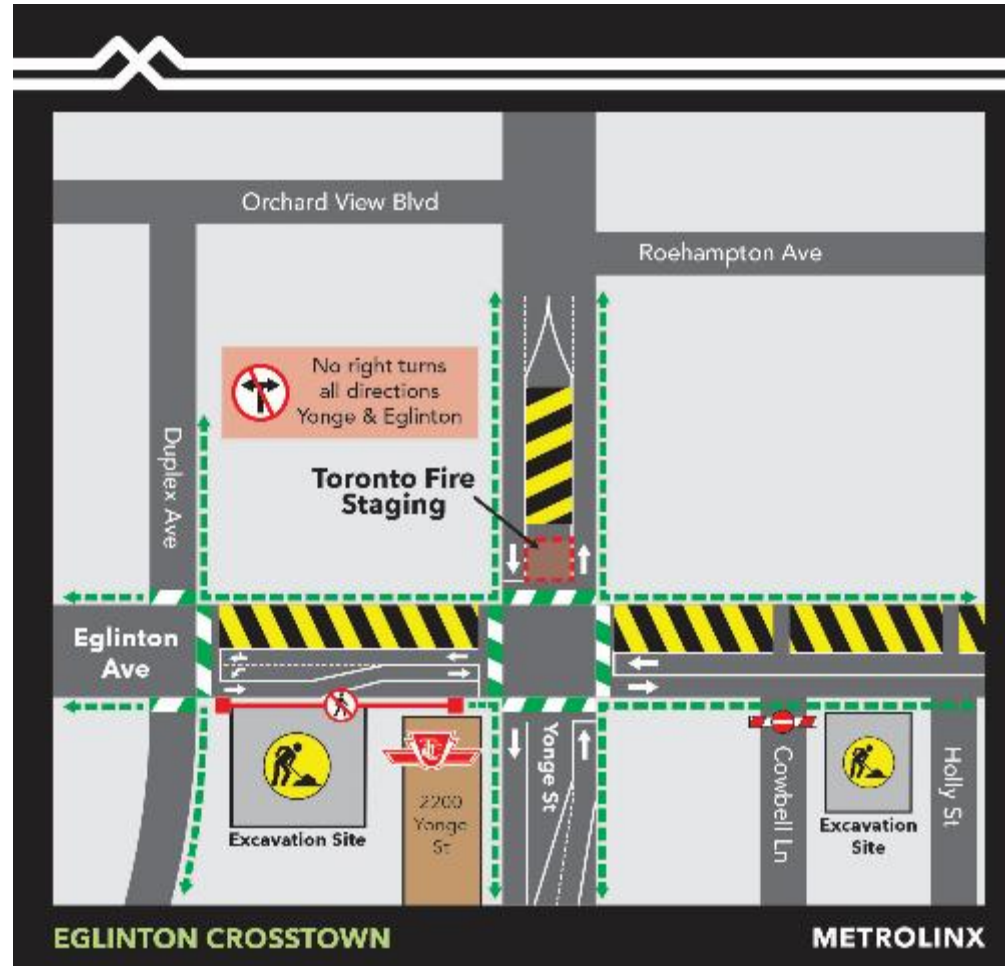 Orchard View Blvd
Roehampton Ave
No right turns
all directions
Yonge & Eglinton
Duplex Ave
Toronto Fire
Staging
Eglinton
Ave
Yonge St
Cowbell Ln
Holly St
2200
Yonge
St
Excavation Site
Excavation
Site
EGLINTON CROSSTOWN
METROLINX